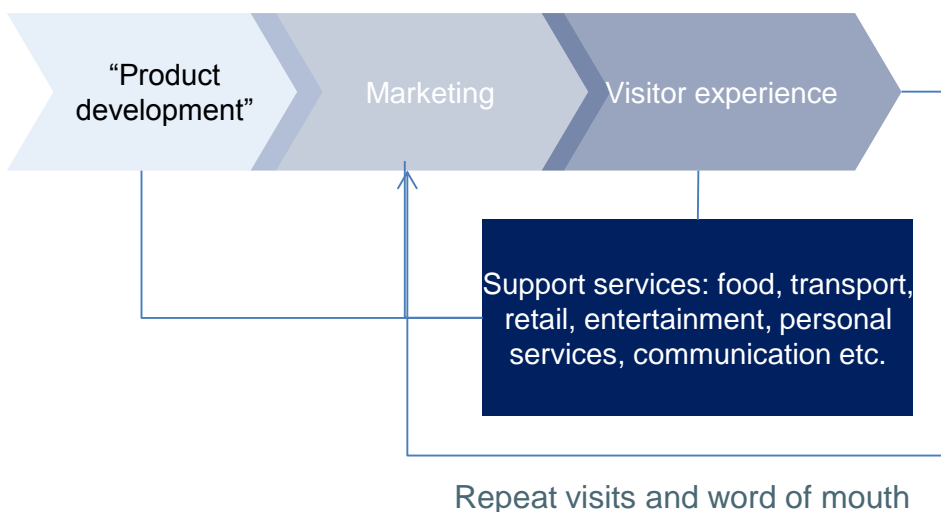 “Product
development”
Marketing
Visitor experience
Support services: food, transport,
retail, entertainment, personal
services, communication etc.
Repeat visits and word of mouth